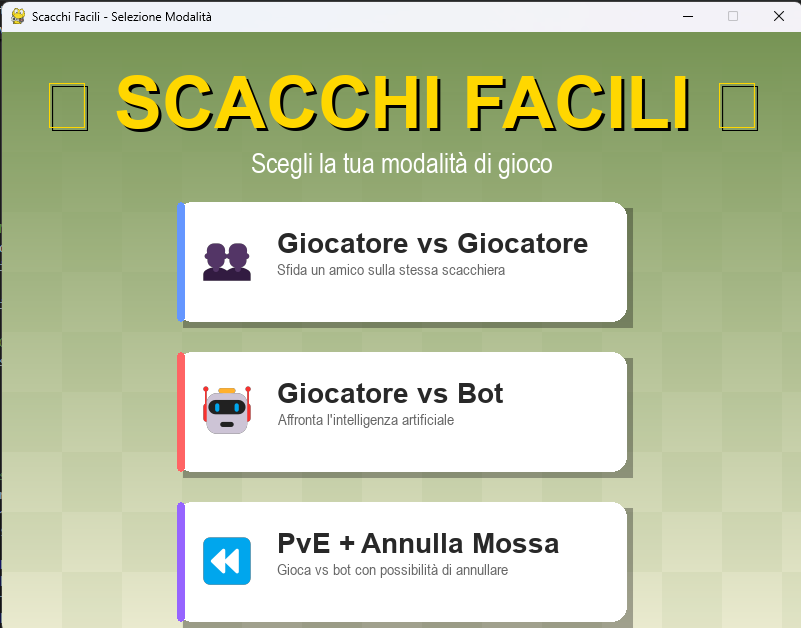 Scacchi Facili - Selezione Modalità
SCACCHI FACILI
Scegli la tua modalità di gioco
Giocatore vs Giocatore
Sfida un amico sulla stessa scacchiera
Giocatore vs Bot
Affronta l'intelligenza artificiale
PvE + Annulla Mossa
Gioca vs bot con possibilità di annullare